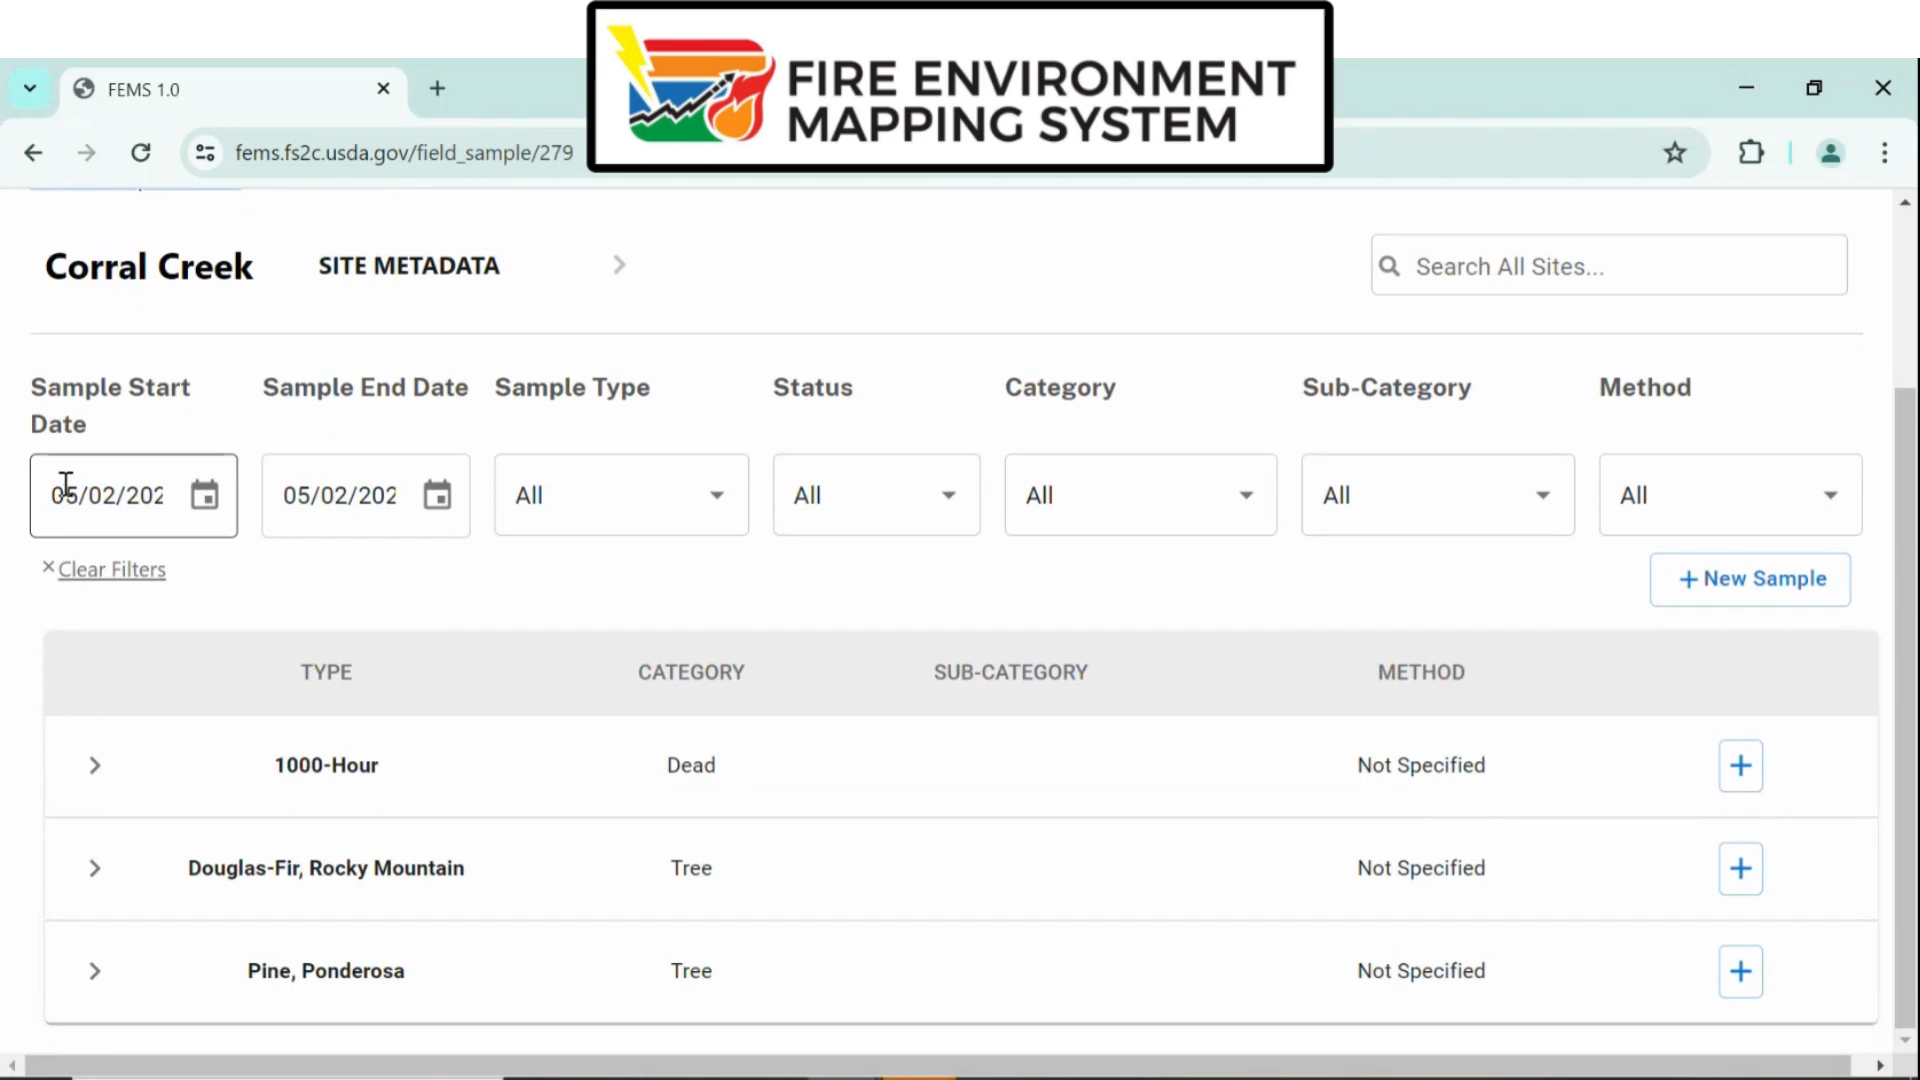 FIRE ENVIRONMENT
MAPPING SYSTEM
FEMS 1.0
fems.fs2c.usda.gov/field_sample/279
Corral Creek
SITE METADATA
Search All Sites...
Sample Start
Date
Sample End Date
Sample Type
Status
Category
Sub-Category
Method
05/02/202
05/02/202
All
All
All
All
All
Clear Filters
+ New Sample
TYPE
CATEGORY
SUB-CATEGORY
METHOD
1000-Hour
Dead
Not Specified
Douglas-Fir, Rocky Mountain
Tree
Not Specified
Pine, Ponderosa
Tree
Not Specified